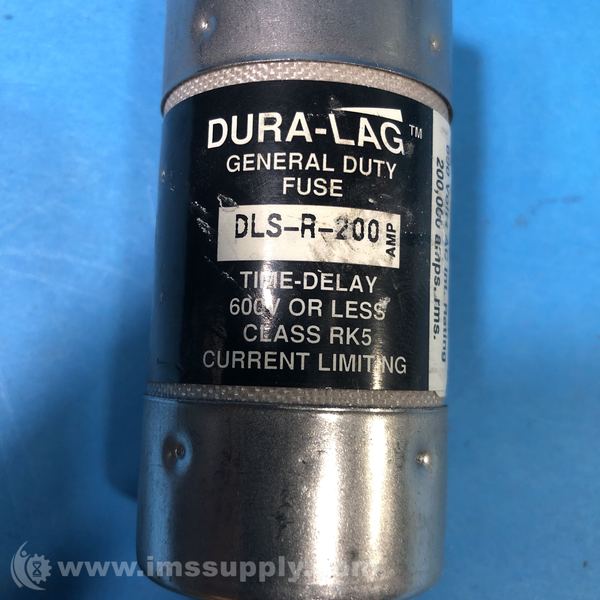 DURA-LAG™
GENERAL DUTY
FUSE
DLS-R-200 AMP
TIME-DELAY
600V OR LESS
CLASS RK5
CURRENT LIMITING
200,000 amps. rms.
www.imssupply.com